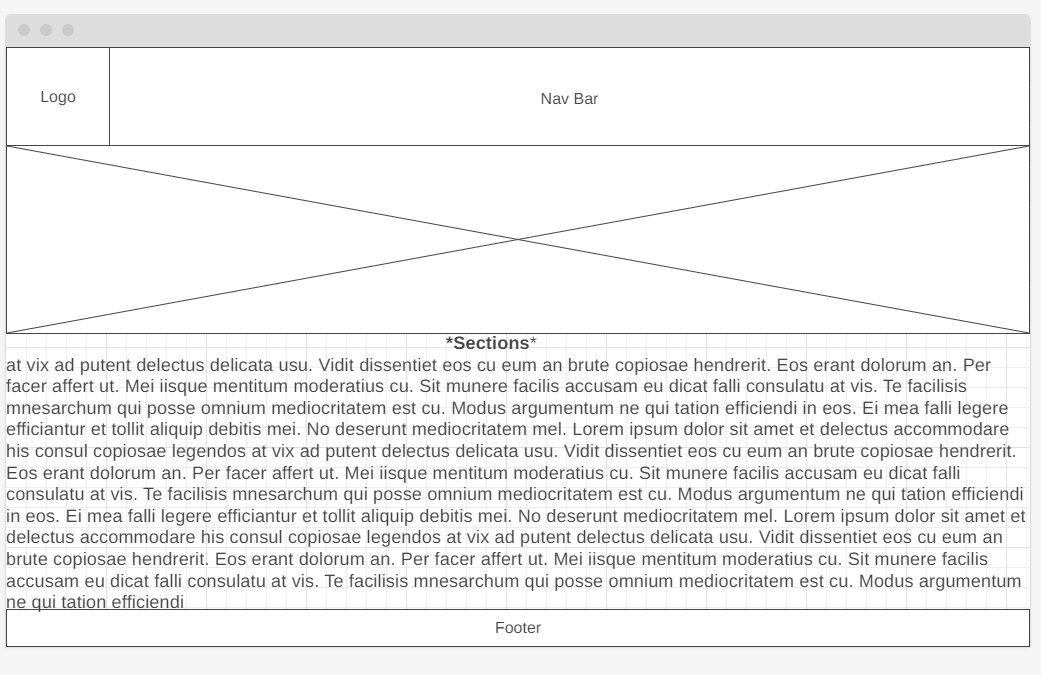 Logo
Nav Bar
*Sections*
at vix ad putent delectus delicata usu. Vidit dissentiet eos cu eum an brute copiosae hendrerit. Eos erant dolorum an. Per
facer affert ut. Mei iisque mentitum moderatius cu. Sit munere facilis accusam eu dicat falli consulatu at vis. Te facilisis
mnesarchum qui posse omnium mediocritatem est cu. Modus argumentum ne qui tation efficiendi in eos. Ei mea falli legere
efficiantur et tollit aliquip debitis mei. No deserunt mediocritatem mel. Lorem ipsum dolor sit amet et delectus accommodare
his consul copiosae legendos at vix ad putent delectus delicata usu. Vidit dissentiet eos cu eum an brute copiosae hendrerit.
Eos erant dolorum an. Per facer affert ut. Mei iisque mentitum moderatius cu. Sit munere facilis accusam eu dicat falli
consulatu at vis. Te facilisis mnesarchum qui posse omnium mediocritatem est cu. Modus argumentum ne qui tation efficiendi
in eos. Ei mea falli legere efficiantur et tollit aliquip debitis mei. No deserunt mediocritatem mel. Lorem ipsum dolor sit amet et
delectus accommodare his consul copiosae legendos at vix ad putent delectus delicata usu. Vidit dissentiet eos cu eum an
brute copiosae hendrerit. Eos erant dolorum an. Per facer affert ut. Mei iisque mentitum moderatius cu. Sit munere facilis
accusam eu dicat falli consulatu at vis. Te facilisis mnesarchum qui posse omnium mediocritatem est cu. Modus argumentum
ne qui tation efficiendi
Footer